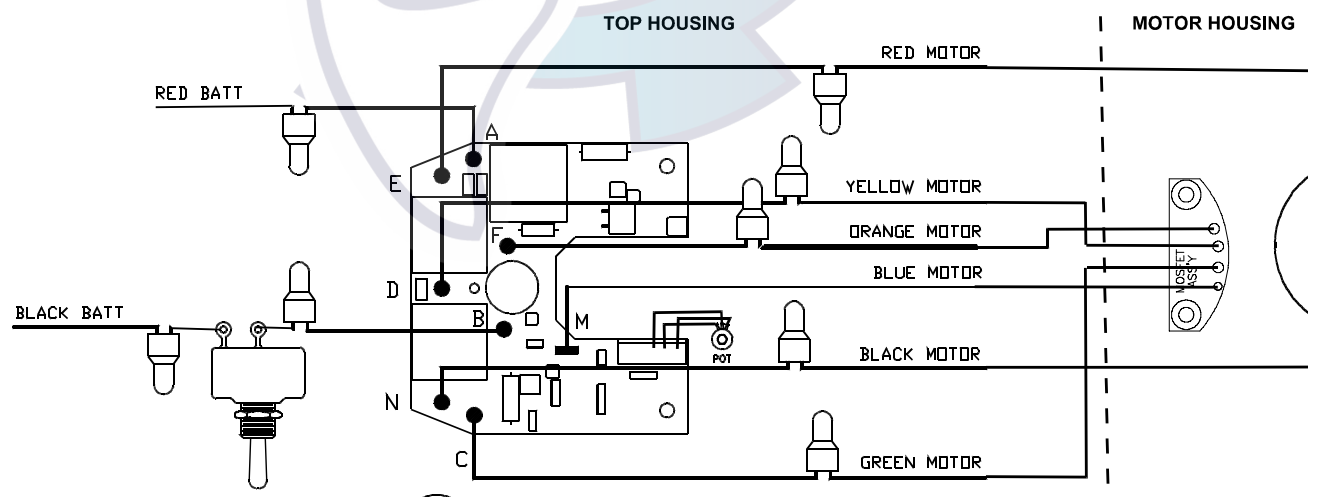 TOP HOUSING
MOTOR HOUSING
RED MOTOR
RED BATT
A
E
YELLOW MOTOR
F
ORANGE MOTOR
MOSFET
ASS'Y
BLUE MOTOR
D
BLACK BATT
B
M
POT
BLACK MOTOR
N
C
GREEN MOTOR